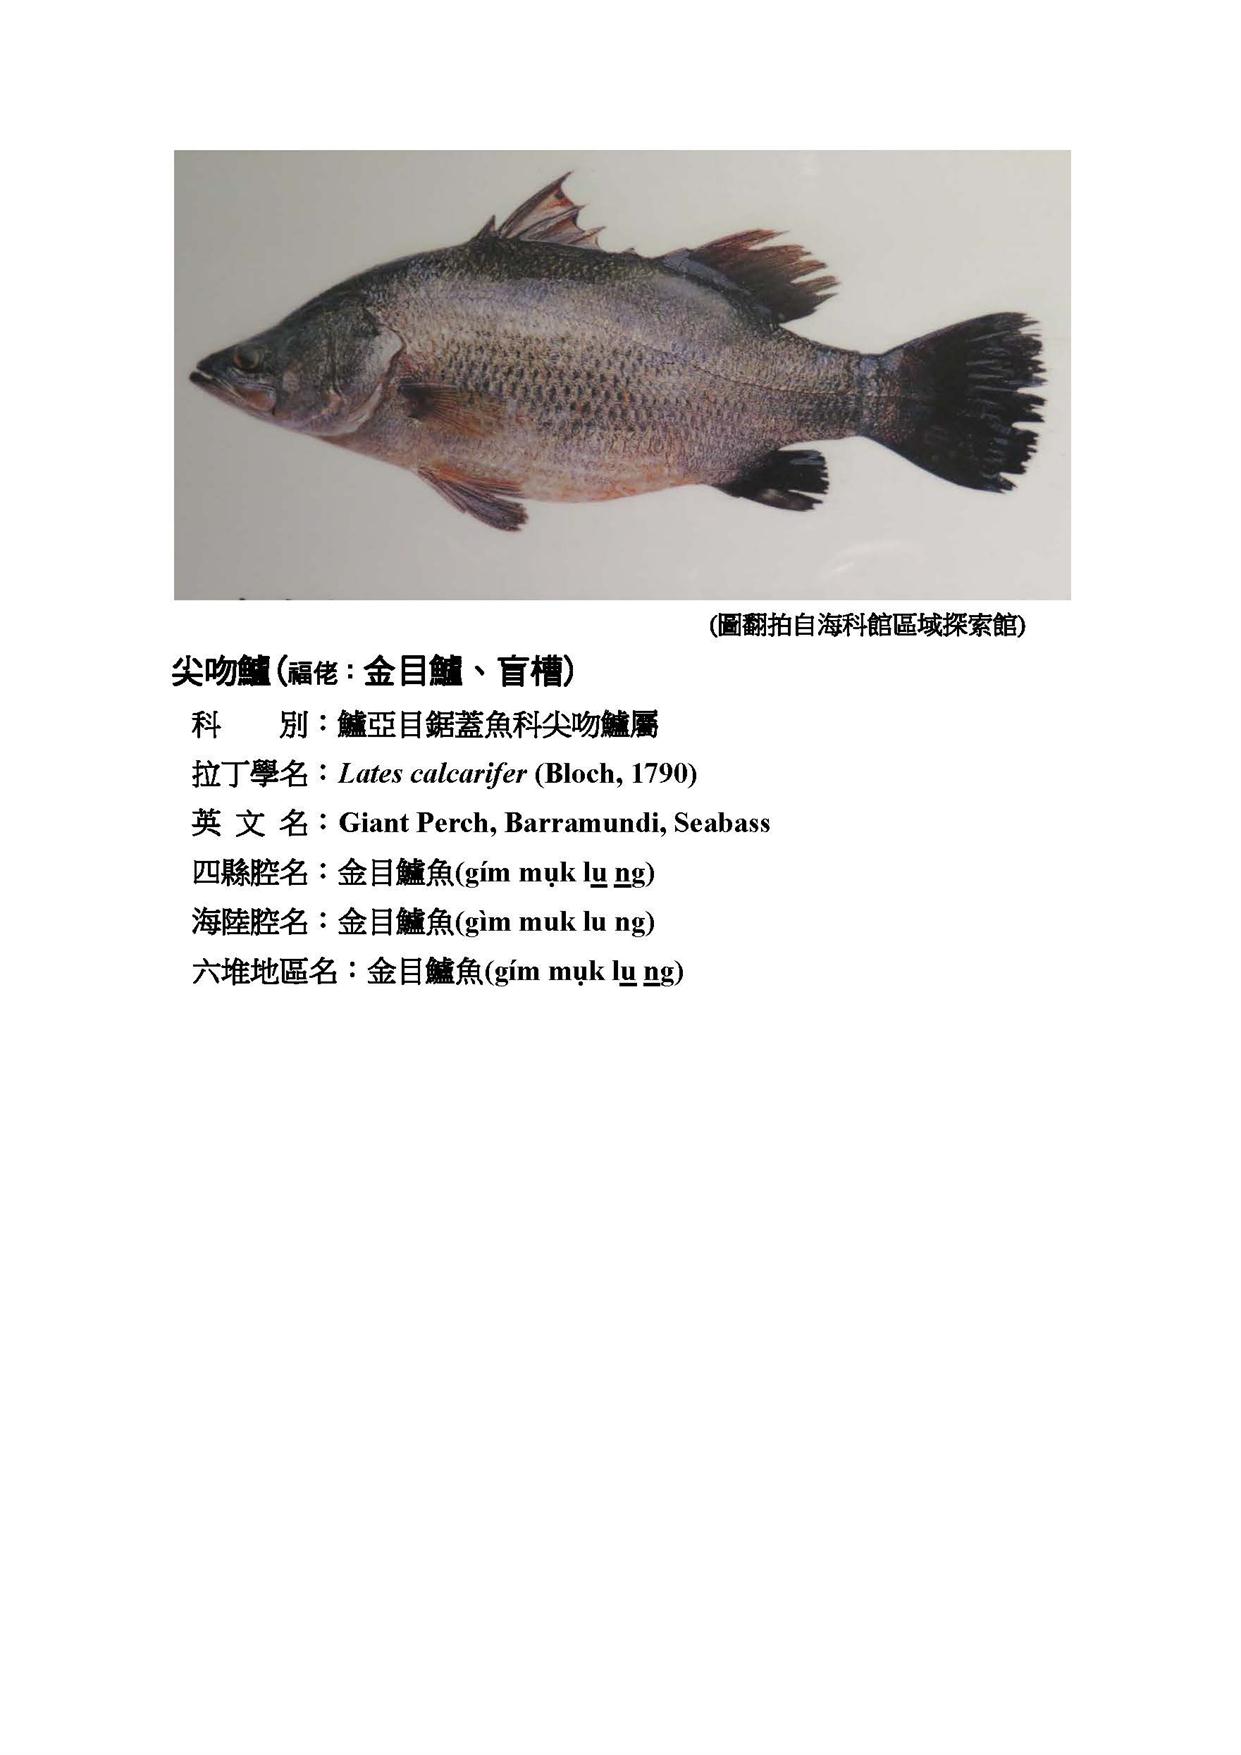 (圖翻拍自海科館區域探索館)
尖吻鱸(福佬：金目鱸、盲槽)
科　　別：鱸亞目鋸蓋魚科尖吻鱸屬
拉丁學名：Lates calcarifer (Bloch, 1790)
英 文 名：Giant Perch, Barramundi, Seabass
四縣腔名：金目鱸魚(gím mụk lu̲ n̲g)
海陸腔名：金目鱸魚(gìm muk lu ng)
六堆地區名：金目鱸魚(gím mụk lu̲ n̲g)